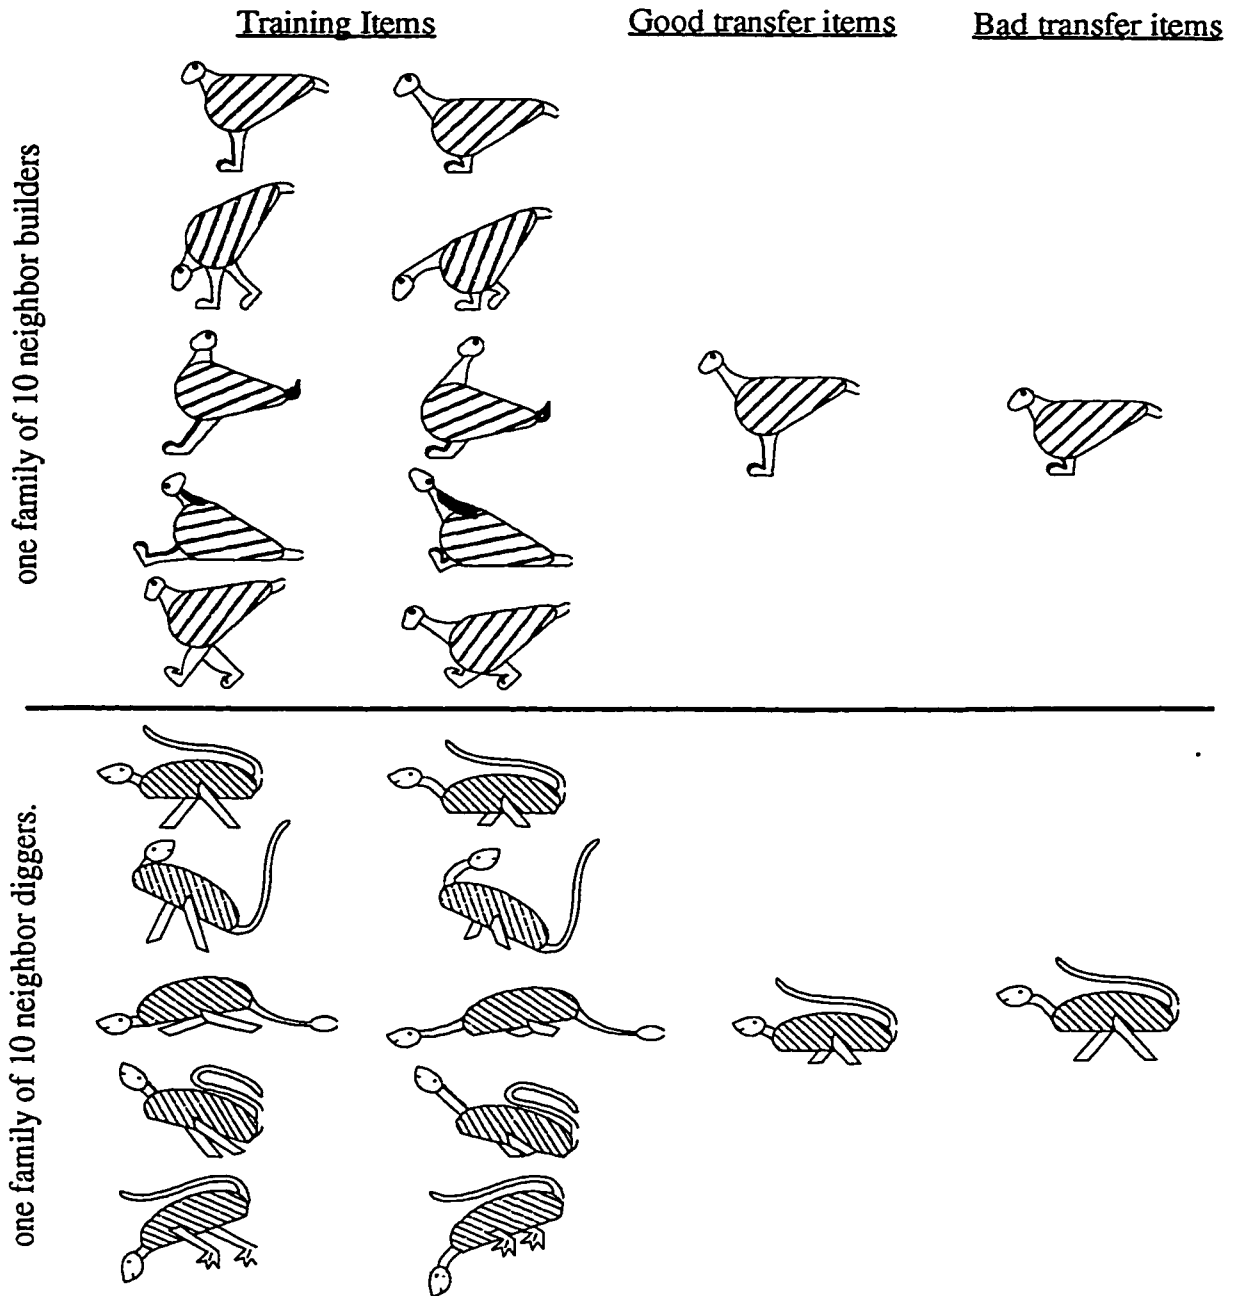 Training Items
Good transfer items
Bad transfer items
one family of 10 neighbor builders
one family of 10 neighbor diggers.